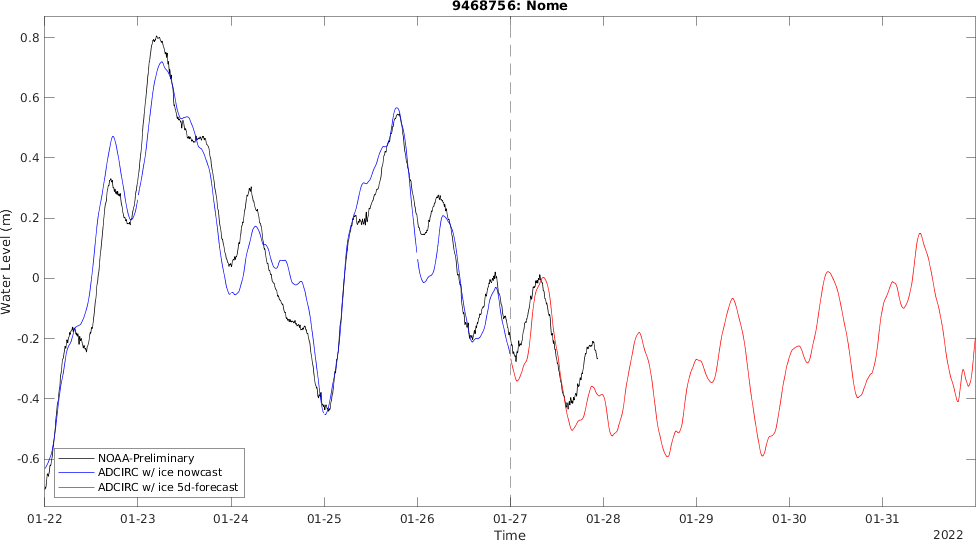 9468756: Nome
0.8
0.6
0.4
0.2
0
-0.2
-0.4
-0.6
Water Level (m)
NOAA-Preliminary
ADCIRC w/ ice nowcast
ADCIRC w/ ice 5d-forecast
01-22 01-23 01-24 01-25 01-26 01-27 01-28 01-29 01-30 01-31
Time
2022